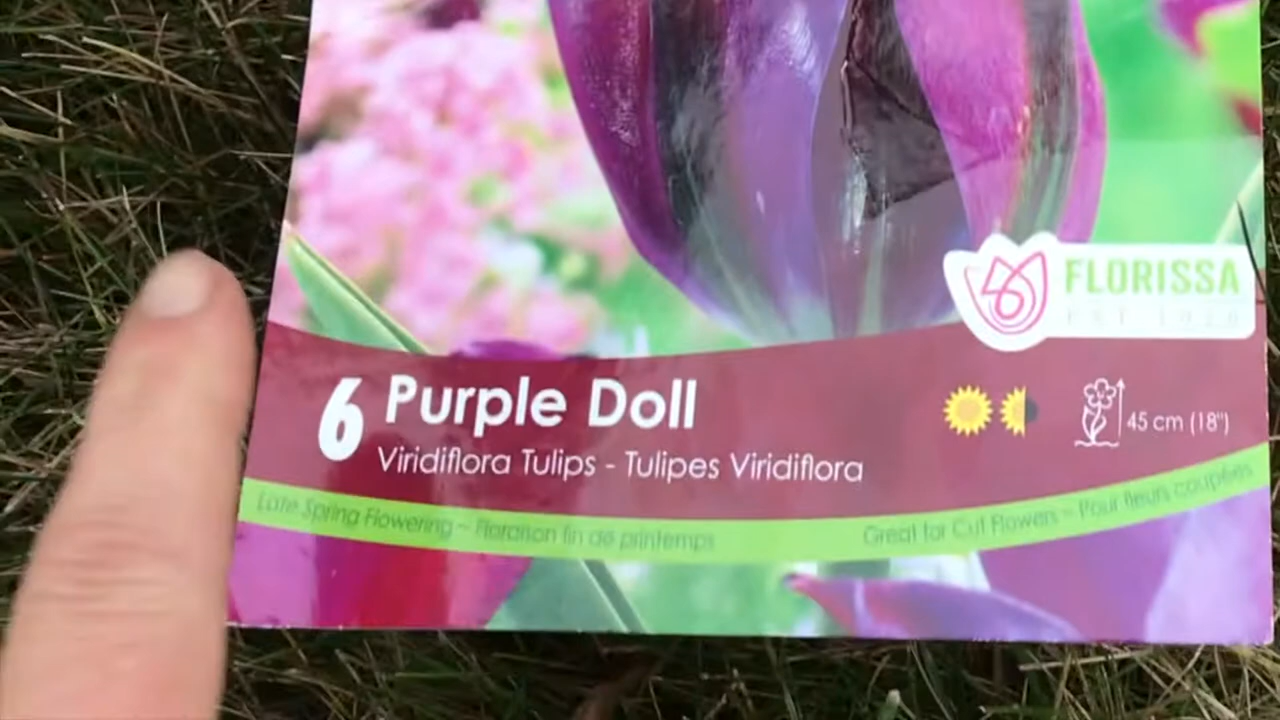 FLORISSA
EST 1920
6 Purple Doll
Viridiflora Tulips - Tulipes Viridiflora
45 cm (18")
Late Spring Flowering ~ Floraison fin de printemps
Great for Cut Flowers ~ Pour fleurs coupées